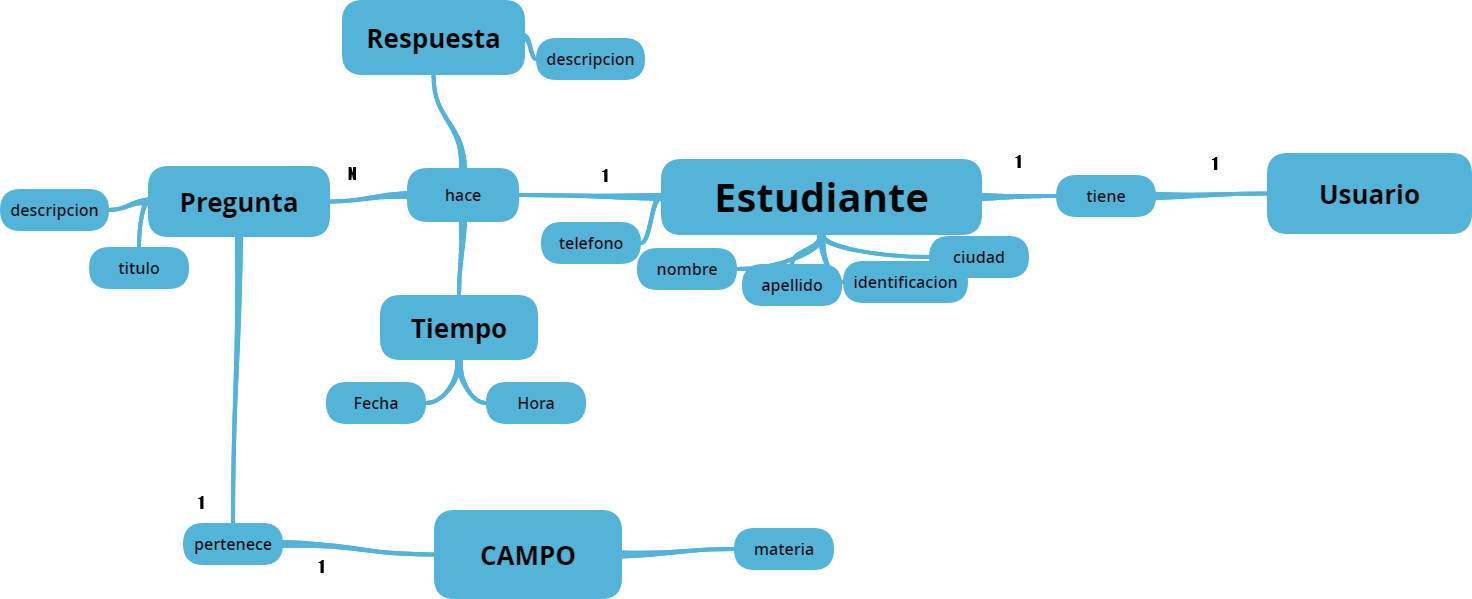 Respuesta
descripcion
N
1
1
1
Pregunta
hace
Estudiante
tiene
Usuario
descripcion
titulo
telefono
nombre
apellido
identificacion
ciudad
Tiempo
Fecha
Hora
1
pertenece
1
CAMPO
materia